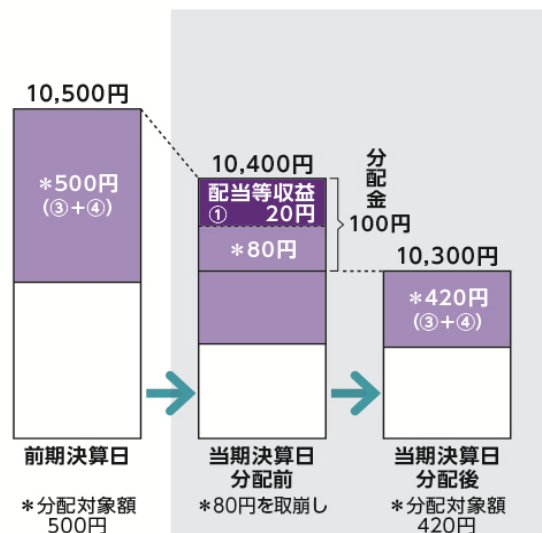 10,500円
*500円
(③+④)
前期決算日
*分配対象額
500円
10,400円
配当等収益
① 20円
*80円
分配金
100円
当期決算日
分配前
*80円を取崩し
10,300円
*420円
(③+④)
当期決算日
分配後
*分配対象額
420円